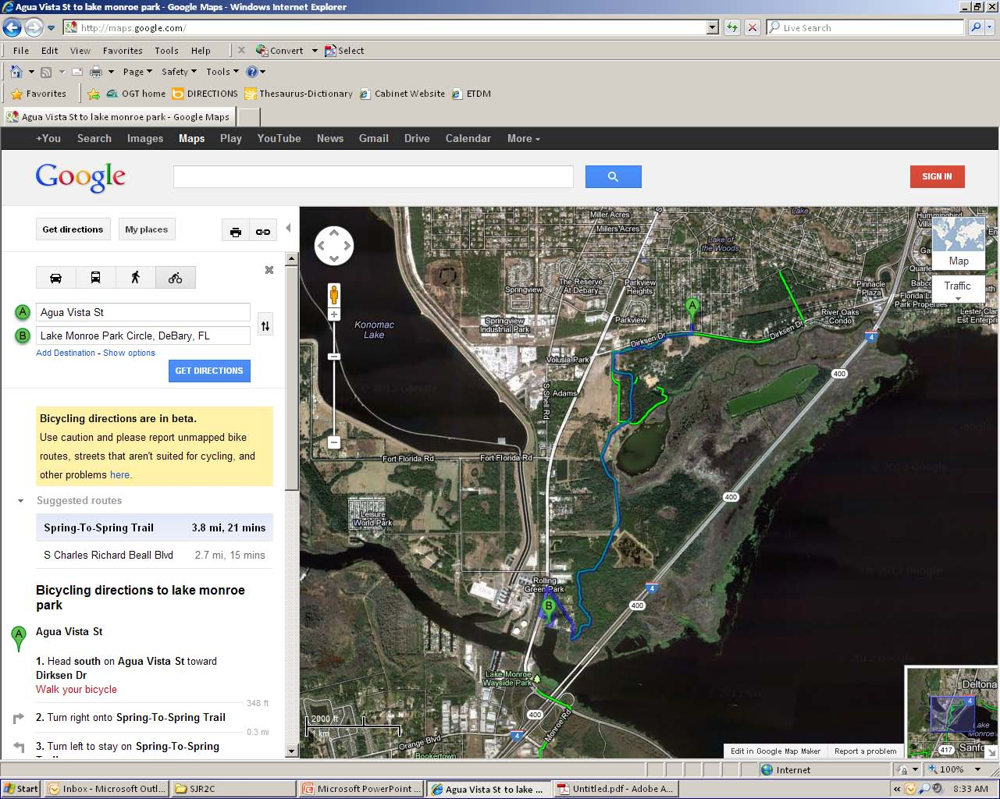 Agua Vista St to lake monroe park - Google Maps - Windows Internet Explorer
http://maps.google.com/
Live Search
File Edit View Favorites Tools Help Convert Select
Page Safety Tools
Favorites OGT home DIRECTIONS Thesaurus-Dictionary Cabinet Website ETDM
Agua Vista St to lake monroe park - Google Maps
+You Search Images Maps Play YouTube News Gmail Drive Calendar More
Google
SIGN IN
Get directions My places
A Agua Vista St
B Lake Monroe Park Circle, DeBary, FL
Add Destination - Show options
GET DIRECTIONS
Bicycling directions are in beta.
Use caution and please report unmapped bike
routes, streets that aren't suited for cycling, and
other problems here.
Suggested routes
Spring-To-Spring Trail 3.8 mi, 21 mins
S Charles Richard Beall Blvd 2.7 mi, 15 mins
Bicycling directions to lake monroe
park
A Agua Vista St
1. Head south on Agua Vista St toward
Dirksen Dr
Walk your bicycle
348 ft
2. Turn right onto Spring-To-Spring Trail
0.3 mi
3. Turn left to stay on Spring-To-Spring
Miller Acres
Millers Acres
Lake
Lake of
the Woods
Hummingbird
Map
Traffic
Konomac
Lake
Springview
The Reserve
At Debary
Parkview
Heights
Pinnacle
Plaza
Springview
Industrial Park
Parkview
A
River Oaks
Condo
Dirksen Dr
Dirksen Dr
Volusia Park
4
400
S Shell Rd
Adams
Fort Florida Rd
Fort Florida Rd
400
Leisure
World Park
Rolling
Green Park
B
4
400
Lake Monroe
Wayside Park
400
Monroe Rd
4
Orange Blvd
Bookertown
2000 ft
1 km
Deltona
4
Lake
Monroe
417
Sanfo
Edit in Google Map Maker Report a problem
Internet 100%
Start Inbox - Microsoft Outl... SJR2C Microsoft PowerPoint ... Agua Vista St to lake ... Untitled.pdf - Adobe A... 8:33 AM